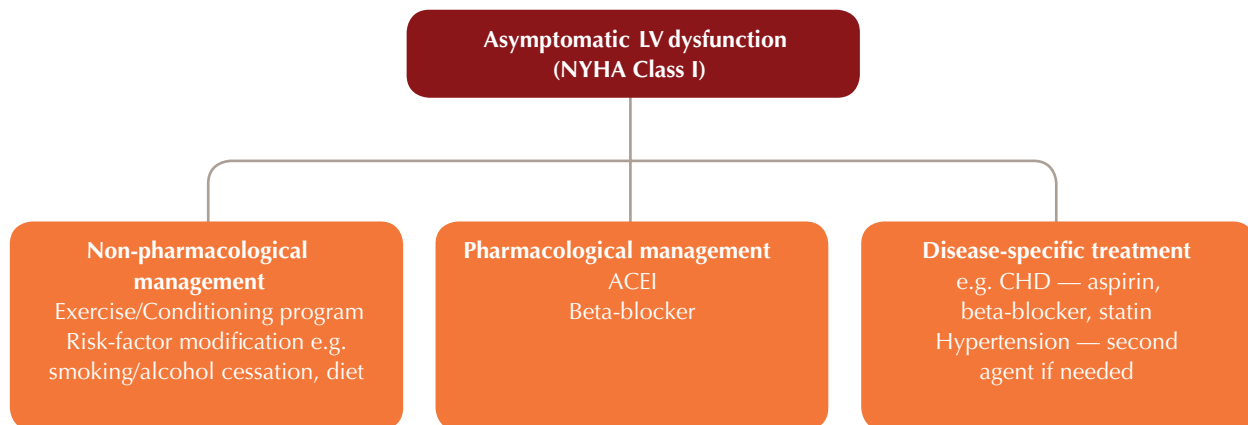 Asymptomatic LV dysfunction
(NYHA Class I)
Non-pharmacological
management
Exercise/Conditioning program
Risk-factor modification e.g.
smoking/alcohol cessation, diet
Pharmacological management
ACEI
Beta-blocker
Disease-specific treatment
e.g. CHD — aspirin,
beta-blocker, statin
Hypertension — second
agent if needed